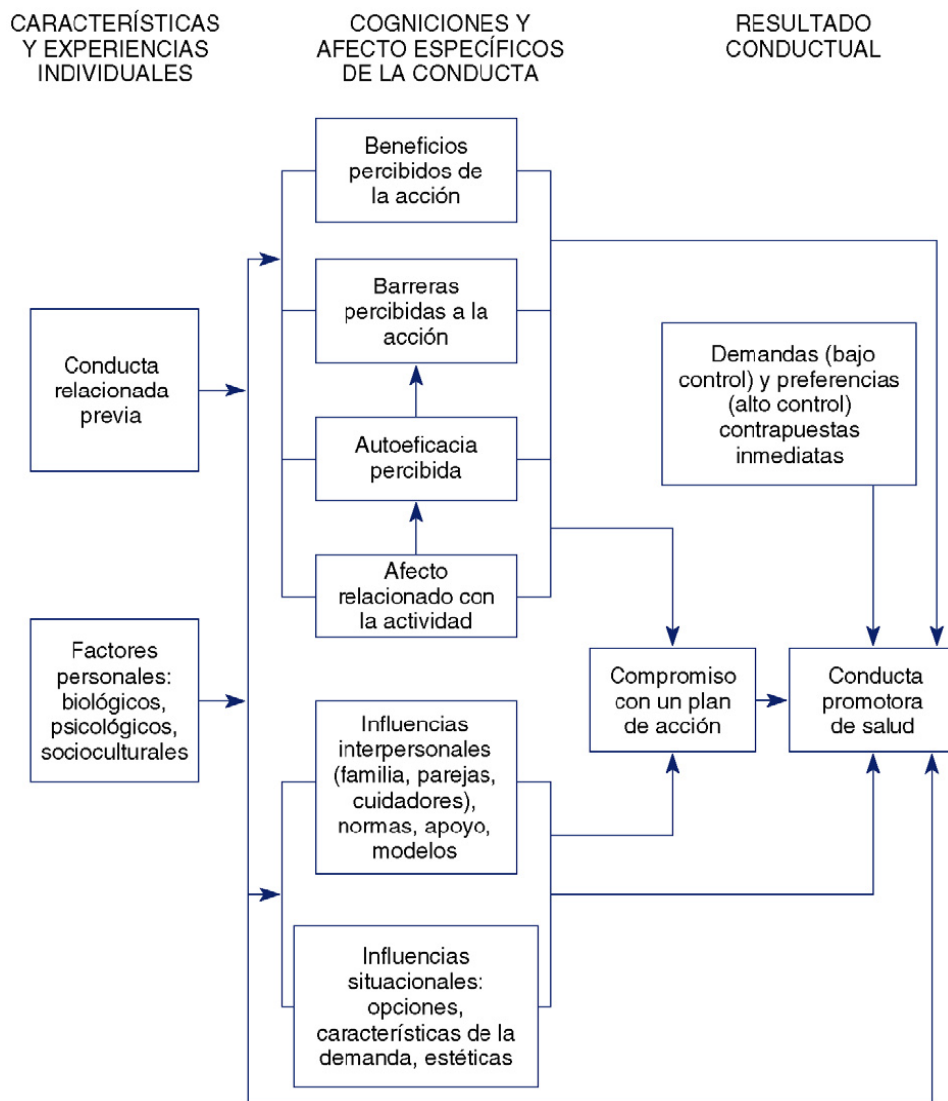 CARACTERÍSTICAS
Y EXPERIENCIAS
INDIVIDUALES
COGNICIONES Y
AFECTO ESPECÍFICOS
DE LA CONDUCTA
RESULTADO
CONDUCTUAL
Conducta
relacionada
previa
Factores
personales:
biológicos,
psicológicos,
socioculturales
Beneficios
percibidos de
la acción
Barreras
percibidas a la
acción
Autoeficacia
percibida
Afecto
relacionado con
la actividad
Influencias
interpersonales
(familia, parejas,
cuidadores),
normas, apoyo,
modelos
Influencias
situacionales:
opciones,
características de la
demanda, estéticas
Demandas (bajo
control) y preferencias
(alto control)
contrapuestas
inmediatas
Compromiso
con un plan
de acción
Conducta
promotora
de salud